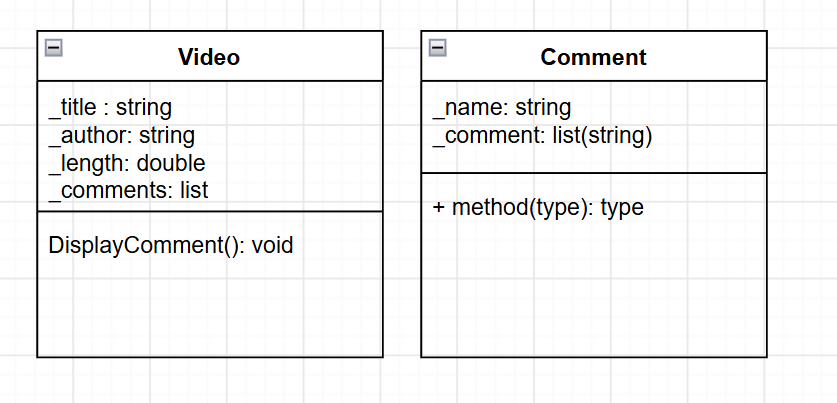 Video
_title : string
_author: string
_length: double
_comments: list
DisplayComment(): void
Comment
_name: string
_comment: list(string)
+ method(type): type